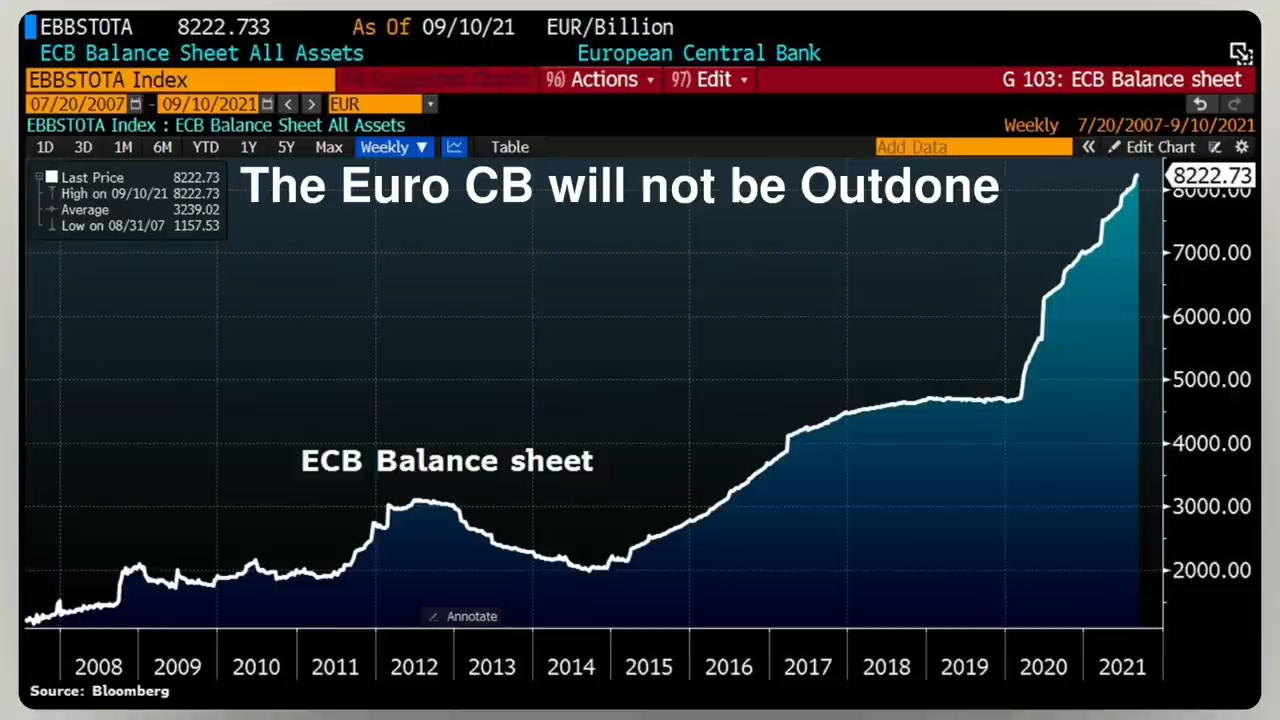 EBBSTOTA 8222.733 As Of 09/10/21 EUR/Billion
ECB Balance Sheet All Assets European Central Bank
EBBSTOTA Index 96) Actions 97) Edit G 103: ECB Balance sheet
07/20/2007 - 09/10/2021 < > EUR
EBBSTOTA Index : ECB Balance Sheet All Assets Weekly 7/20/2007-9/10/2021
1D 3D 1M 6M YTD 1Y 5Y Max Weekly ▼ Table Add Data « Edit Chart
Last Price 8222.73
High on 09/10/21 8222.73
Average 3239.02
Low on 08/31/07 1157.53
The Euro CB will not be Outdone
8222.73
8000.00
7000.00
6000.00
5000.00
4000.00
3000.00
2000.00
ECB Balance sheet
Annotate
2008 2009 2010 2011 2012 2013 2014 2015 2016 2017 2018 2019 2020 2021
Source: Bloomberg